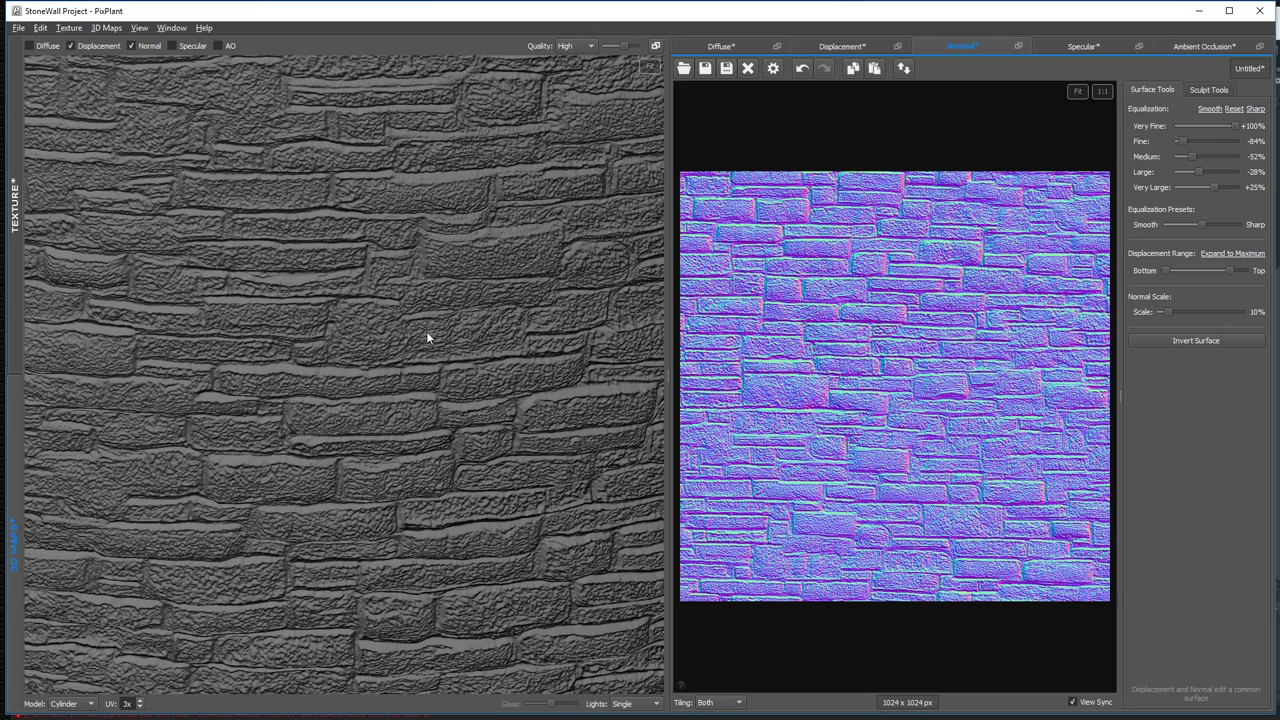 StoneWall Project - PixPlant
File Edit Texture 3D Maps View Window Help
Diffuse Displacement Normal Specular AO Quality: High
Diffuse* Displacement* Normal* Specular* Ambient Occlusion*
Fit
Untitled*
Fit 1:1
Surface Tools Sculpt Tools
Equalization: Smooth Reset Sharp
Very Fine: +100%
Fine: -84%
Medium: -52%
Large: -28%
Very Large: +25%
Equalization Presets:
Smooth Sharp
Displacement Range: Expand to Maximum
Bottom Top
Normal Scale:
Scale: 10%
Invert Surface
TEXTURE*
3D MAPS*
Displacement and Normal edit a common
surface
Model: Cylinder UV: 3x Gloss: Lights: Single
Tiling: Both 1024 x 1024 px View Sync